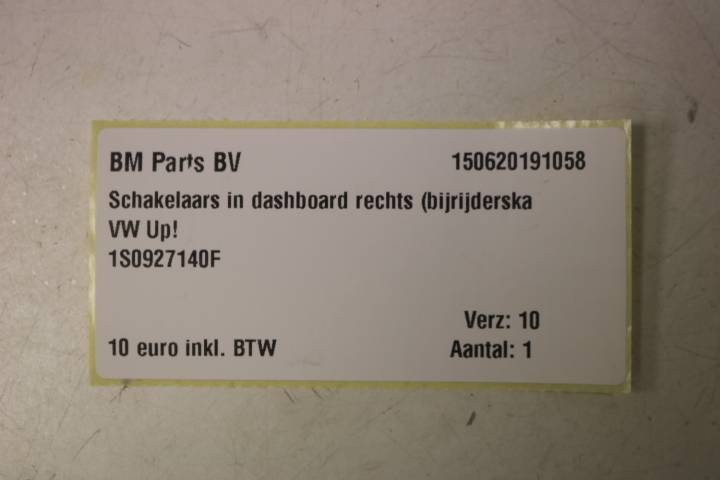 BM Parts BV 150620191058
Schakelaars in dashboard rechts (bijrijderska
VW Up!
1S0927140F
Verz: 10
10 euro inkl. BTW Aantal: 1